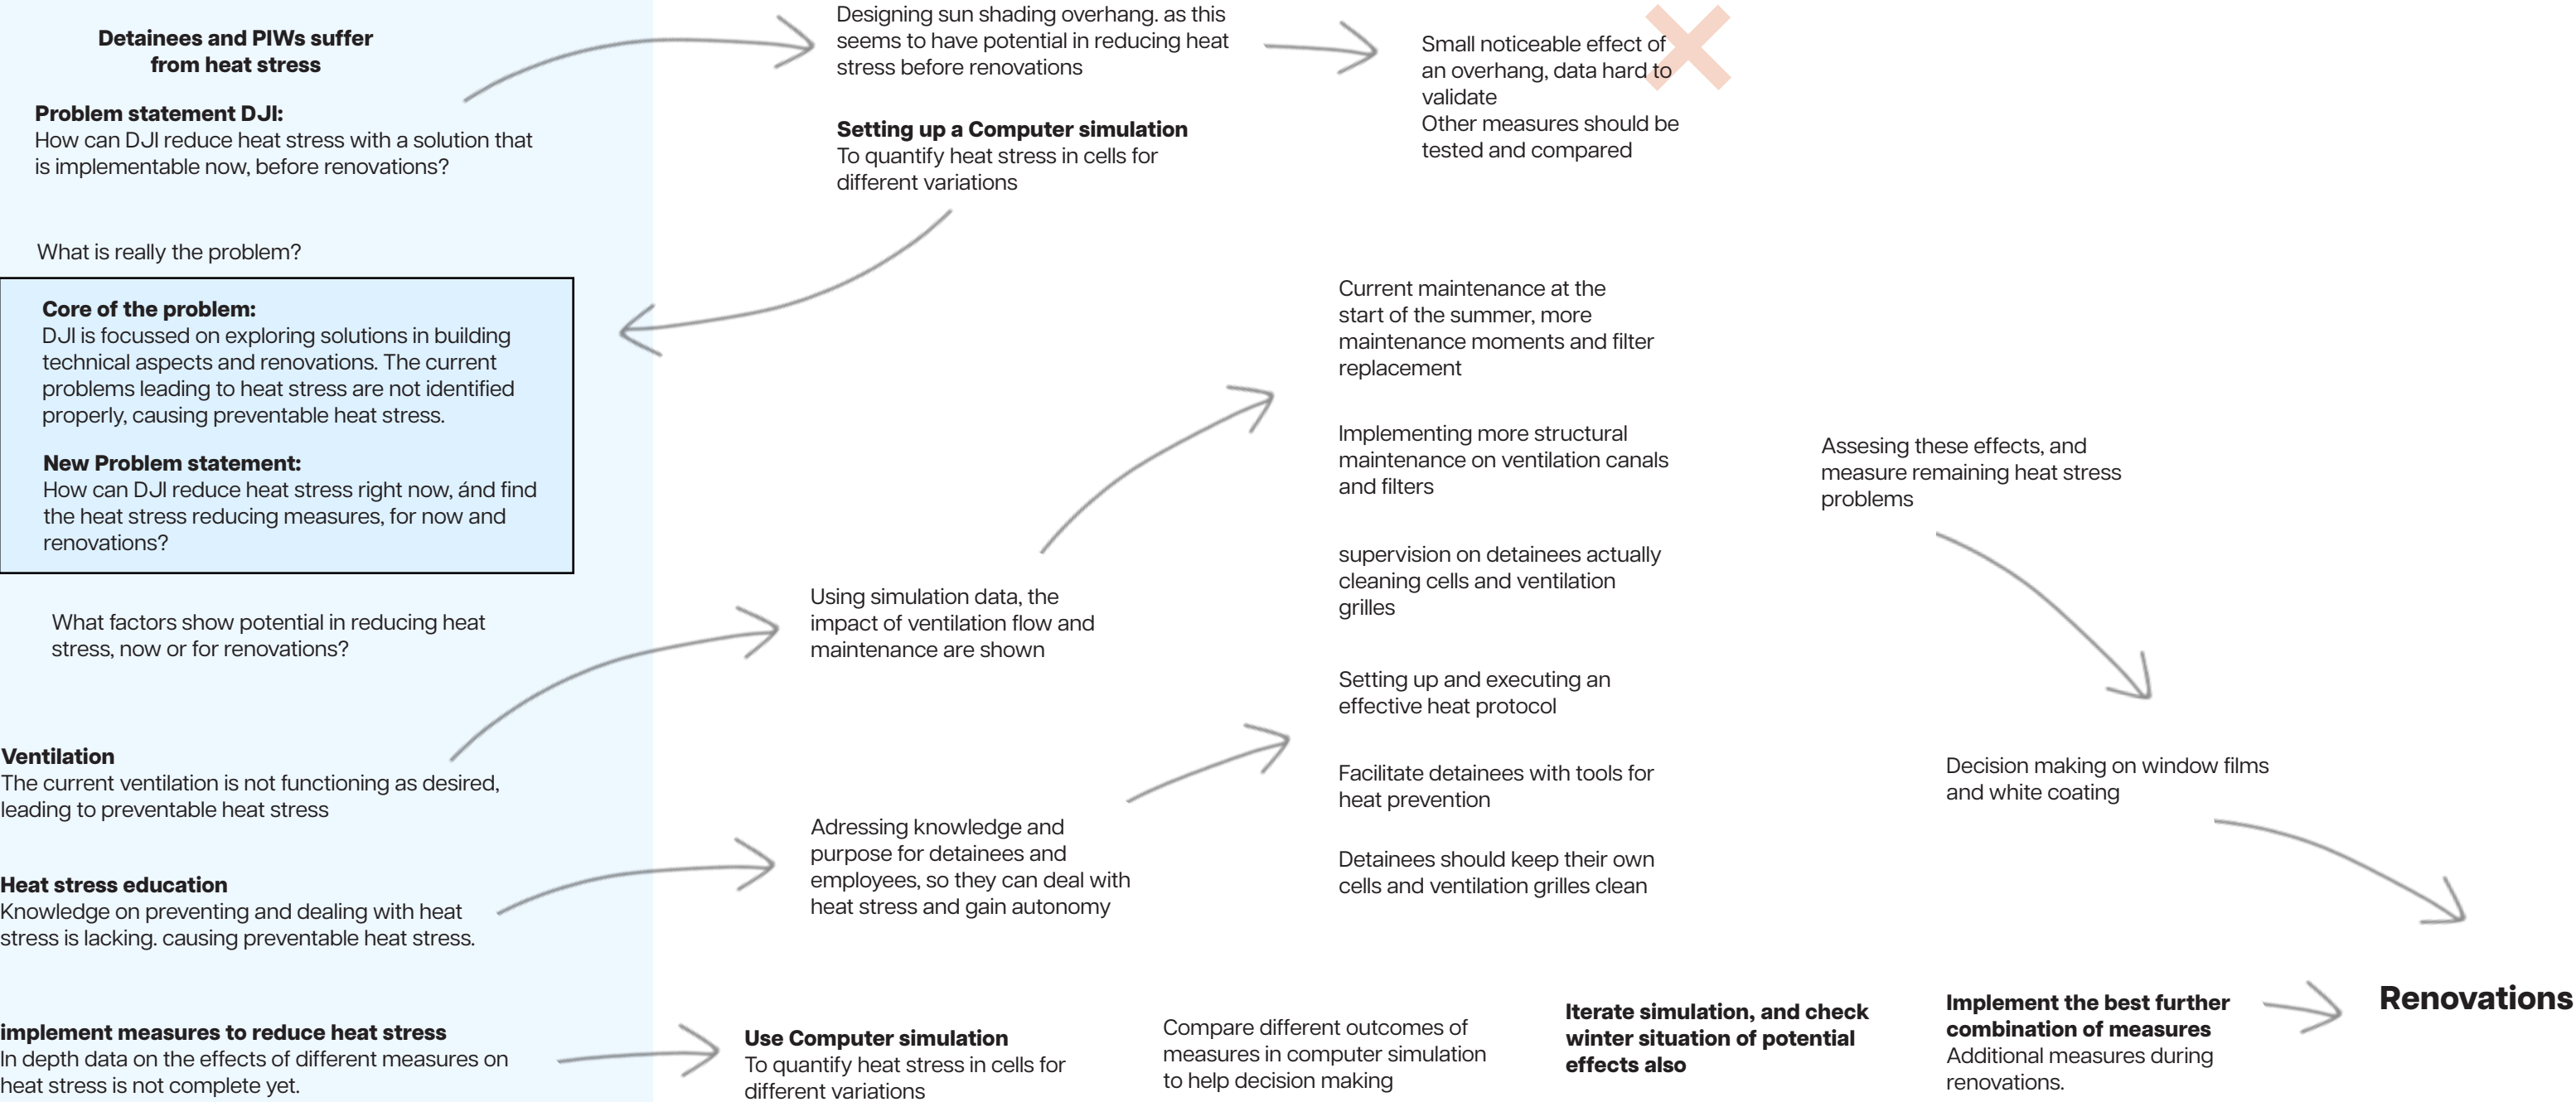 Detainees and PIWs suffer
from heat stress
Problem statement DJI:
How can DJI reduce heat stress with a solution that
is implementable now, before renovations?
What is really the problem?
Core of the problem:
DJI is focussed on exploring solutions in building
technical aspects and renovations. The current
problems leading to heat stress are not identified
properly, causing preventable heat stress.
New Problem statement:
How can DJI reduce heat stress right now, ánd find
the heat stress reducing measures, for now and
renovations?
What factors show potential in reducing heat
stress, now or for renovations?
Ventilation
The current ventilation is not functioning as desired,
leading to preventable heat stress
Heat stress education
Knowledge on preventing and dealing with heat
stress is lacking. causing preventable heat stress.
implement measures to reduce heat stress
In depth data on the effects of different measures on
heat stress is not complete yet.
Designing sun shading overhang. as this
seems to have potential in reducing heat
stress before renovations
Setting up a Computer simulation
To quantify heat stress in cells for
different variations
Small noticeable effect of
an overhang, data hard to
validate
Other measures should be
tested and compared
Using simulation data, the
impact of ventilation flow and
maintenance are shown
Adressing knowledge and
purpose for detainees and
employees, so they can deal with
heat stress and gain autonomy
Current maintenance at the
start of the summer, more
maintenance moments and filter
replacement
Implementing more structural
maintenance on ventilation canals
and filters
supervision on detainees actually
cleaning cells and ventilation
grilles
Setting up and executing an
effective heat protocol
Facilitate detainees with tools for
heat prevention
Detainees should keep their own
cells and ventilation grilles clean
Assesing these effects, and
measure remaining heat stress
problems
Decision making on window films
and white coating
Use Computer simulation
To quantify heat stress in cells for
different variations
Compare different outcomes of
measures in computer simulation
to help decision making
Iterate simulation, and check
winter situation of potential
effects also
Implement the best further
combination of measures
Additional measures during
renovations.
Renovations